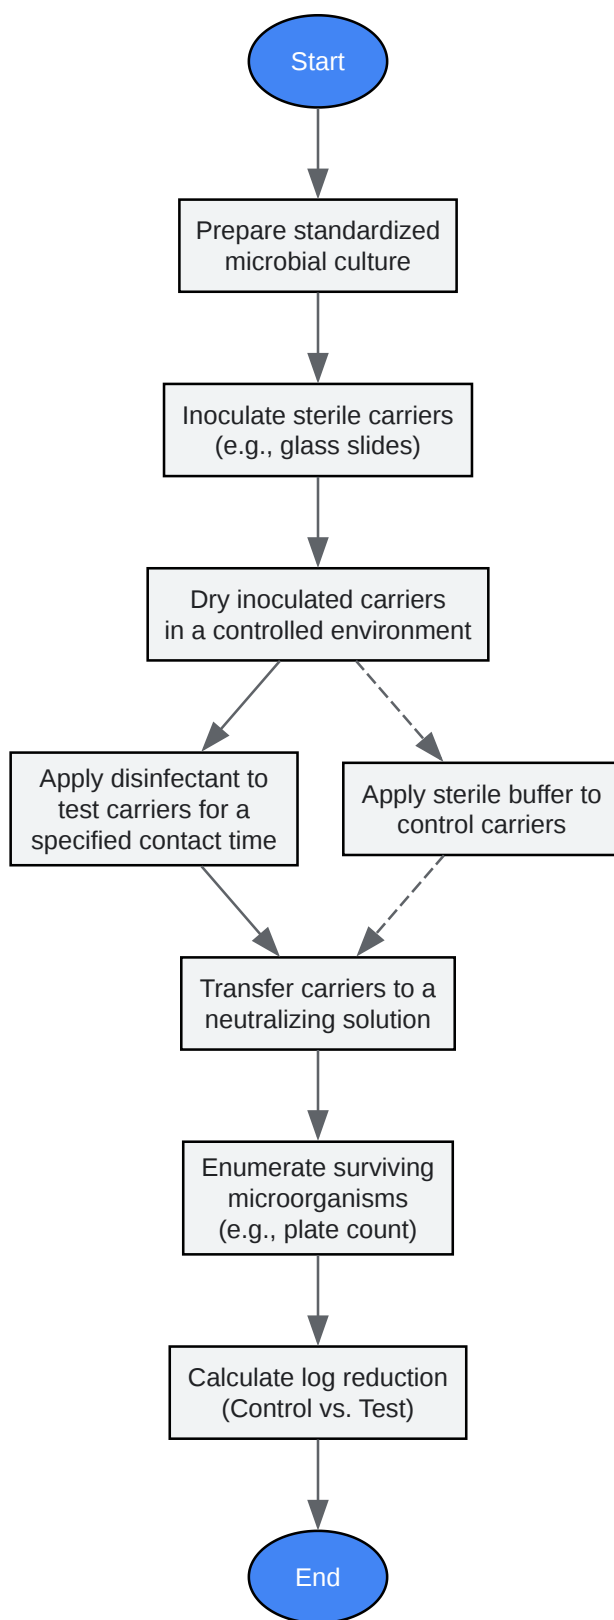 Start
Prepare standardized
microbial culture
Inoculate sterile carriers
(e.g., glass slides)
Dry inoculated carriers
in a controlled environment
Apply disinfectant to
test carriers for a
specified contact time
Apply sterile buffer to
control carriers
Transfer carriers to a
neutralizing solution
Enumerate surviving
microorganisms
(e.g., plate count)
Calculate log reduction
(Control vs. Test)
End